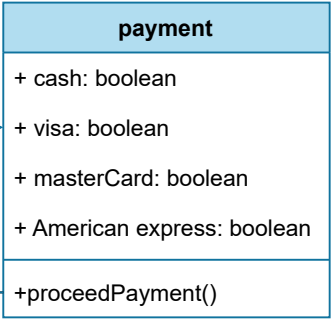 payment
+ cash: boolean
+ visa: boolean
+ masterCard: boolean
+ American express: boolean
+proceedPayment()